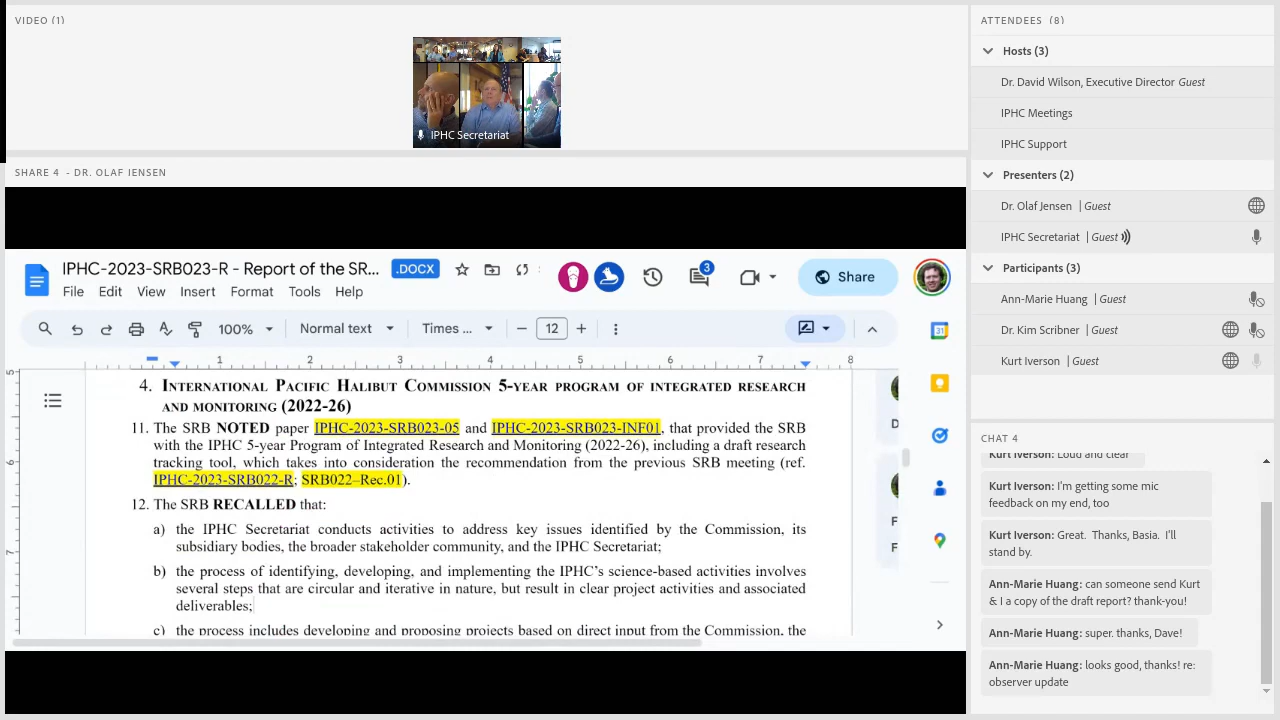 VIDEO (1)
IPHC Secretariat
SHARE 4 - DR. OLAF JENSEN
IPHC-2023-SRB023-R - Report of the SR...
.DOCX
3
Share
File Edit View Insert Format Tools Help
100%
Normal text
Times ...
12
1 2 3 4 5 6 7 8
5
6
7
4. INTERNATIONAL PACIFIC HALIBUT COMMISSION 5-YEAR PROGRAM OF INTEGRATED RESEARCH
AND MONITORING (2022-26)
11. The SRB NOTED paper IPHC-2023-SRB023-05 and IPHC-2023-SRB023-INF01, that provided the SRB
with the IPHC 5-year Program of Integrated Research and Monitoring (2022-26), including a draft research
tracking tool, which takes into consideration the recommendation from the previous SRB meeting (ref.
IPHC-2023-SRB022-R; SRB022–Rec.01).
12. The SRB RECALLED that:
a) the IPHC Secretariat conducts activities to address key issues identified by the Commission, its
subsidiary bodies, the broader stakeholder community, and the IPHC Secretariat;
b) the process of identifying, developing, and implementing the IPHC's science-based activities involves
several steps that are circular and iterative in nature, but result in clear project activities and associated
deliverables;
c) the process includes developing and proposing projects based on direct input from the Commission, the
D
F
F
31
ATTENDEES (8)
Hosts (3)
Dr. David Wilson, Executive Director Guest
IPHC Meetings
IPHC Support
Presenters (2)
Dr. Olaf Jensen | Guest
IPHC Secretariat | Guest
Participants (3)
Ann-Marie Huang | Guest
Dr. Kim Scribner | Guest
Kurt Iverson | Guest
CHAT 4
Kurt Iverson: Loud and clear
Kurt Iverson: I'm getting some mic
feedback on my end, too
Kurt Iverson: Great. Thanks, Basia. I'll
stand by.
Ann-Marie Huang: can someone send Kurt
& I a copy of the draft report? thank-you!
Ann-Marie Huang: super. thanks, Dave!
Ann-Marie Huang: looks good, thanks! re:
observer update